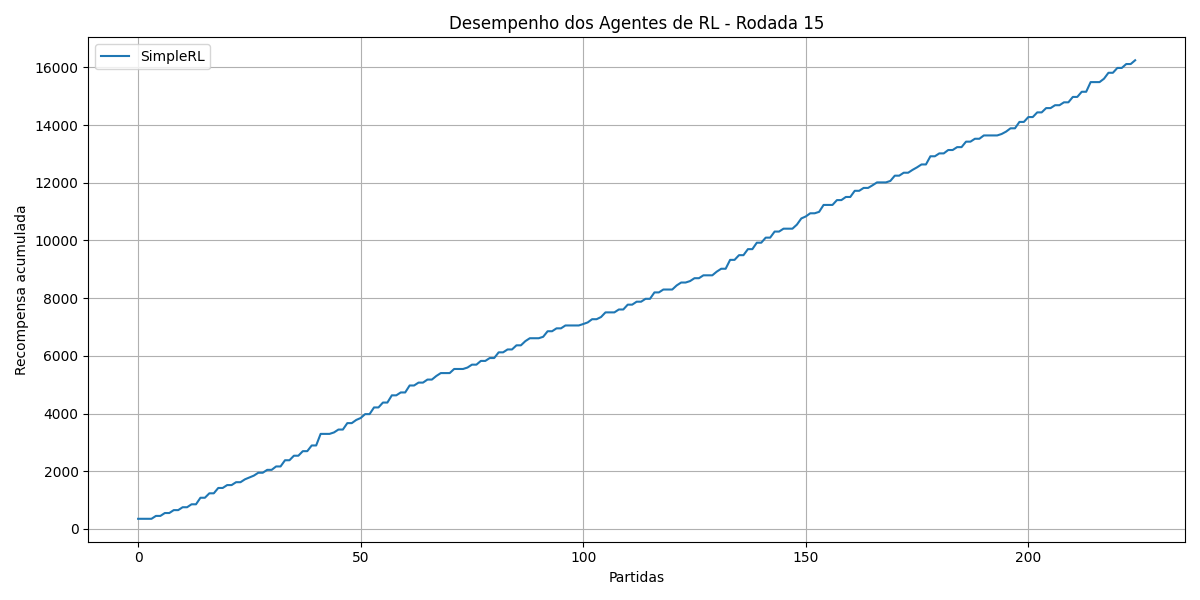 Desempenho dos Agentes de RL - Rodada 15
SimpleRL
Recompensa acumulada
16000
14000
12000
10000
8000
6000
4000
2000
0
0 50 100 150 200
Partidas